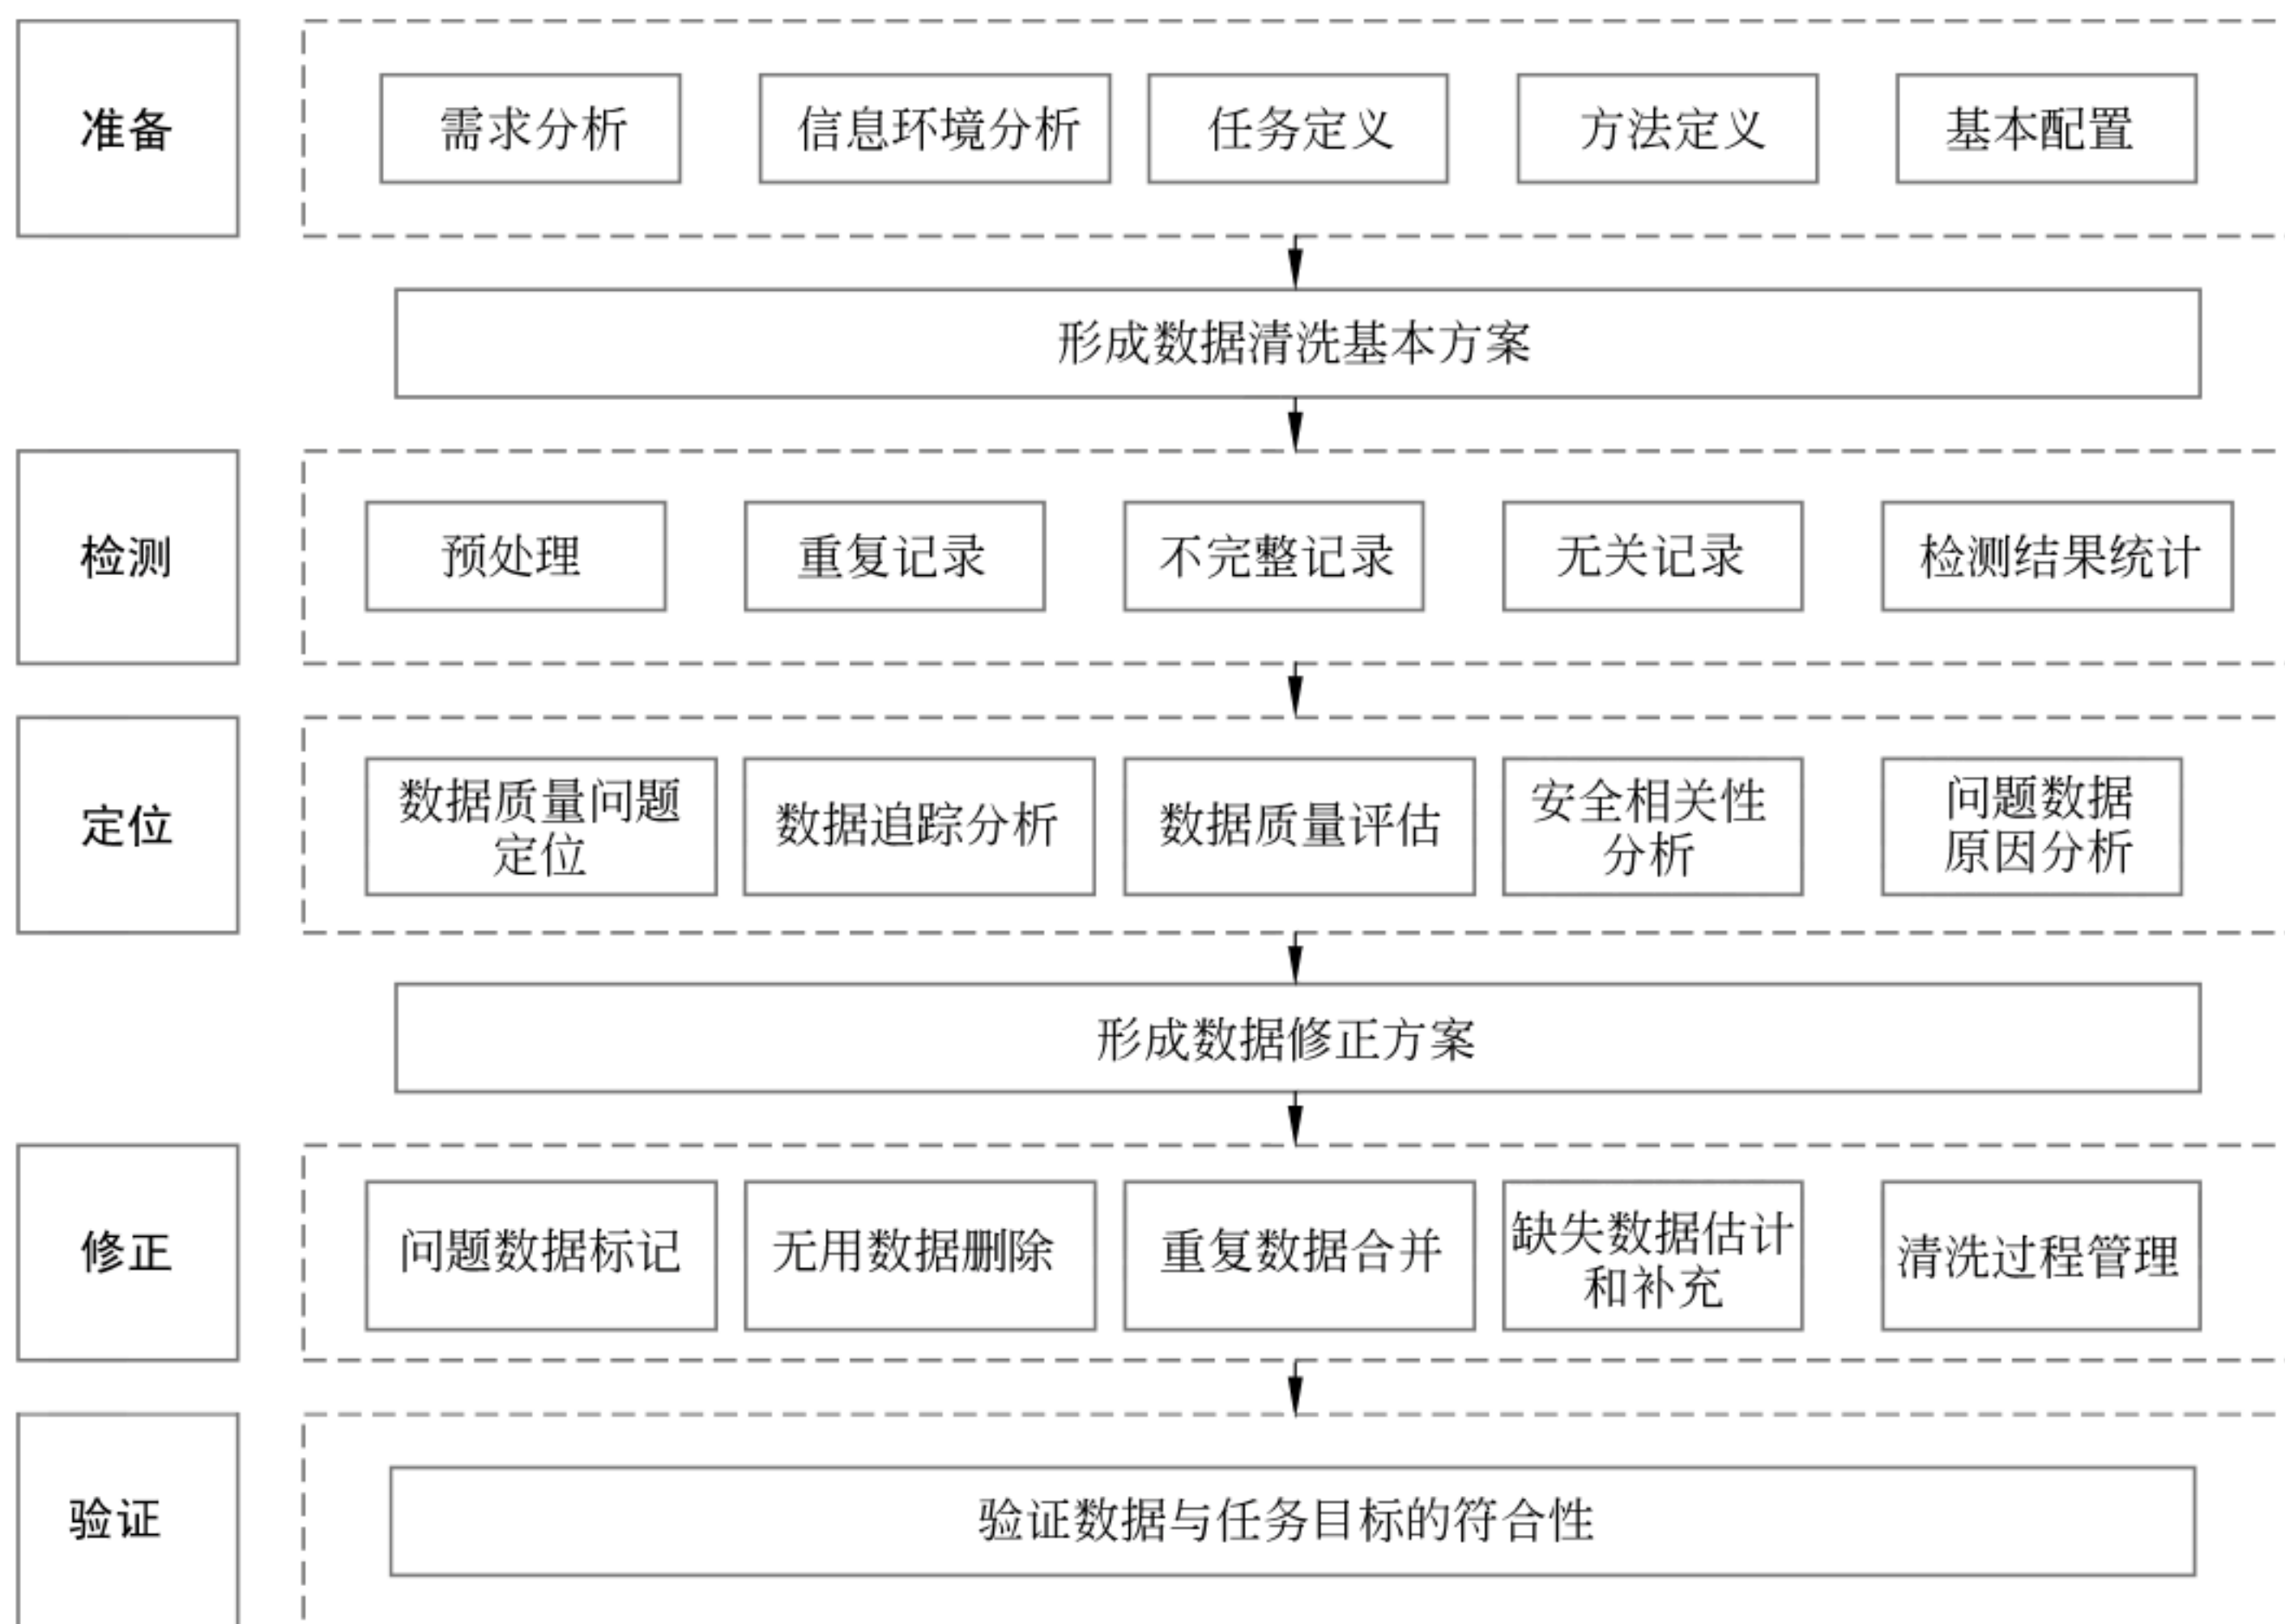 准备
需求分析
信息环境分析
任务定义
方法定义
基本配置
形成数据清洗基本方案
检测
预处理
重复记录
不完整记录
无关记录
检测结果统计
定位
数据质量问题
定位
数据追踪分析
数据质量评估
安全相关性
分析
问题数据
原因分析
形成数据修正方案
修正
问题数据标记
无用数据删除
重复数据合并
缺失数据估计
和补充
清洗过程管理
验证
验证数据与任务目标的符合性